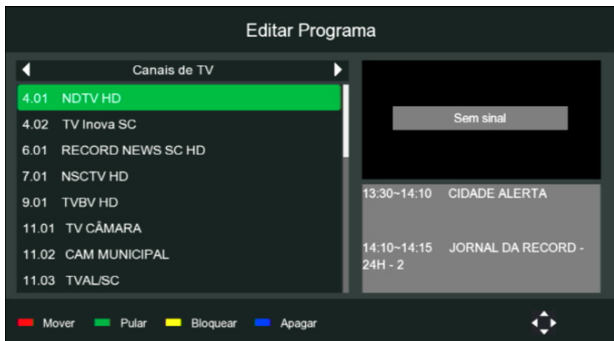 Editar Programa
Canais de TV
4.01 NDTV HD
4.02 TV Inova SC
6.01 RECORD NEWS SC HD
7.01 NSCTV HD
9.01 TVBV HD
11.01 TV CÂMARA
11.02 CAM MUNICIPAL
11.03 TVAL/SC
Sem sinal
13:30~14:10 CIDADE ALERTA
14:10~14:15 JORNAL DA RECORD -
24H - 2
Mover Pular Bloquear Apagar